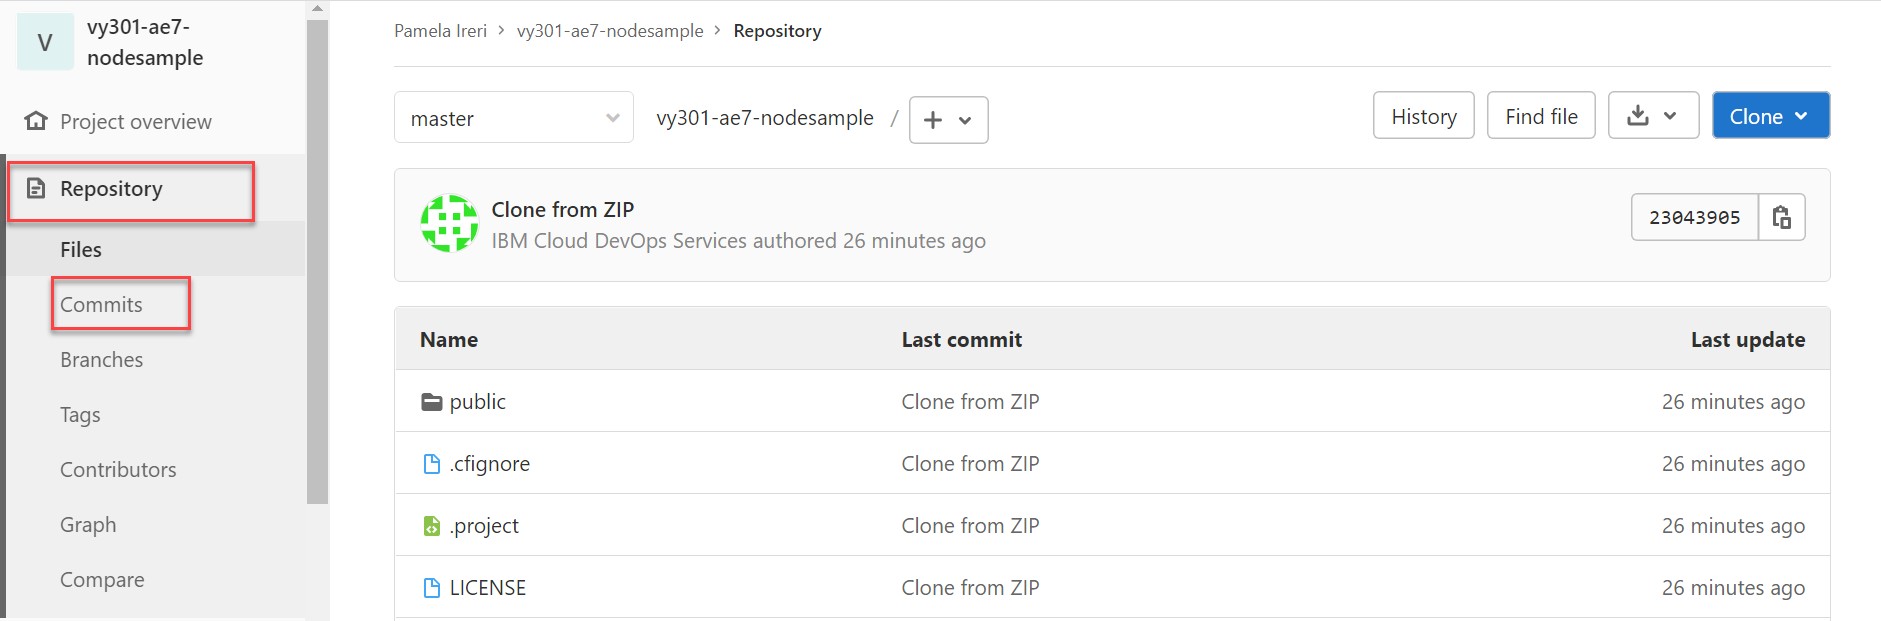 V
vy301-ae7-
nodesample
Project overview
Repository
Files
Commits
Branches
Tags
Contributors
Graph
Compare
Pamela Ireri > vy301-ae7-nodesample > Repository
master
vy301-ae7-nodesample / +
History
Find file
Clone
Clone from ZIP
IBM Cloud DevOps Services authored 26 minutes ago
23043905
Name Last commit Last update
public Clone from ZIP 26 minutes ago
.cfignore Clone from ZIP 26 minutes ago
.project Clone from ZIP 26 minutes ago
LICENSE Clone from ZIP 26 minutes ago